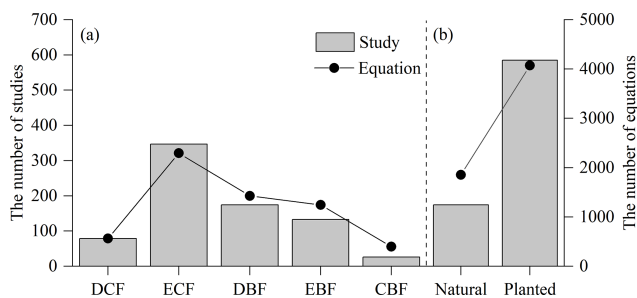 700
600
500
400
300
200
100
0
The number of studies
(a)
Study
Equation
(b)
5000
4000
3000
2000
1000
0
The number of equations
DCF ECF DBF EBF CBF Natural Planted